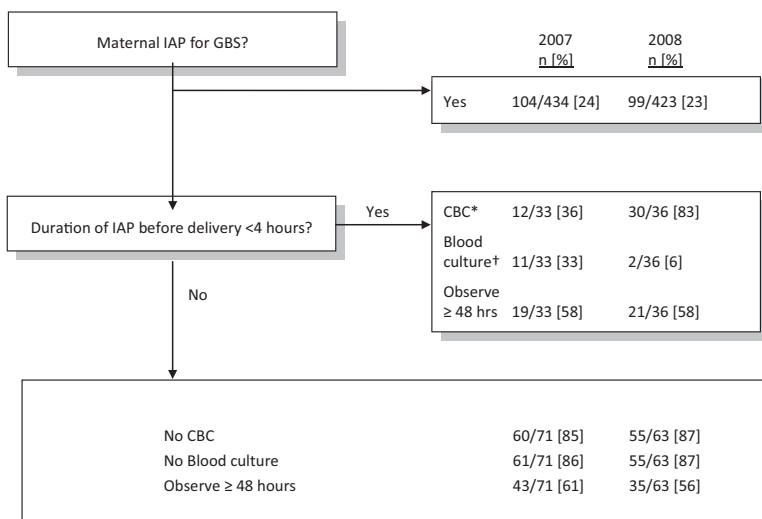 Maternal IAP for GBS?
2007 2008
n [%] n [%]
Yes 104/434 [24] 99/423 [23]
Duration of IAP before delivery <4 hours?
Yes
CBC* 12/33 [36] 30/36 [83]
Blood
culture† 11/33 [33] 2/36 [6]
Observe
≥ 48 hrs 19/33 [58] 21/36 [58]
No
No CBC 60/71 [85] 55/63 [87]
No Blood culture 61/71 [86] 55/63 [87]
Observe ≥ 48 hours 43/71 [61] 35/63 [56]